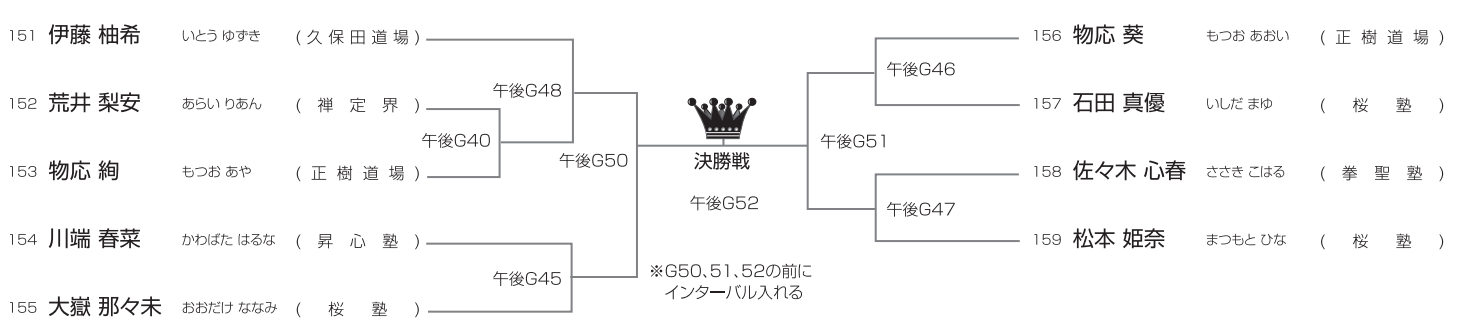 151 伊藤 柚希 いとう ゆずき (久保田道場)
152 荒井 梨安 あらい りあん (禅定界)
153 物応 絢 もつお あや (正樹道場)
154 川端 春菜 かわばた はるな (昇心塾)
155 大嶽 那々未 おおだけ ななみ (桜塾)
午後G48
午後G40
午後G50
午後G45
決勝戦
午後G52
※G50、51、52の前に
インターバル入れる
午後G46
午後G51
午後G47
156 物応 葵 もつお あおい (正樹道場)
157 石田 真優 いしだ まゆ (桜塾)
158 佐々木 心春 ささき こはる (拳聖塾)
159 松本 姫奈 まつもと ひな (桜塾)